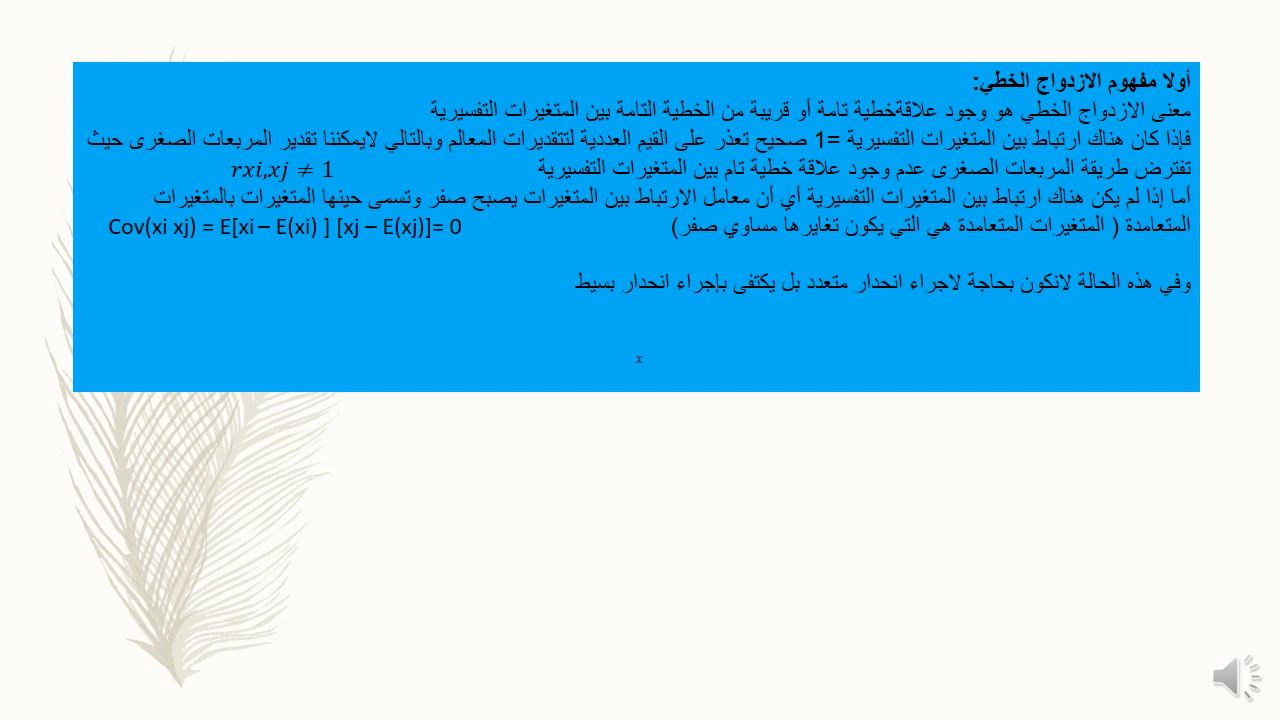 أولا مفهوم الازدواج الخطي:
معنى الازدواج الخطي هو وجود علاقةخطية تامة أو قريبة من الخطية التامة بين المتغيرات التفسيرية
فإذا كان هناك ارتباط بين المتغيرات التفسيرية =1 صحيح تعذر على القيم العددية لتتقديرات المعالم وبالتالي لايمكننا تقدير المربعات الصغرى حيث
تفترض طريقة المربعات الصغرى عدم وجود علاقة خطية تام بين المتغيرات التفسيرية rxi,xj ≠ 1
أما إذا لم يكن هناك ارتباط بين المتغيرات التفسيرية أي أن معامل الارتباط بين المتغيرات يصبح صفر وتسمى حينها المتغيرات بالمتغيرات
المتعامدة ( المتغيرات المتعامدة هي التي يكون تغايرها مساوي صفر) Cov(xi xj) = E[xi – E(xi) ] [xj – E(xj)]= 0
وفي هذه الحالة لانكون بحاجة لاجراء انحدار متعدد بل يكتفى بإجراء انحدار بسيط
x